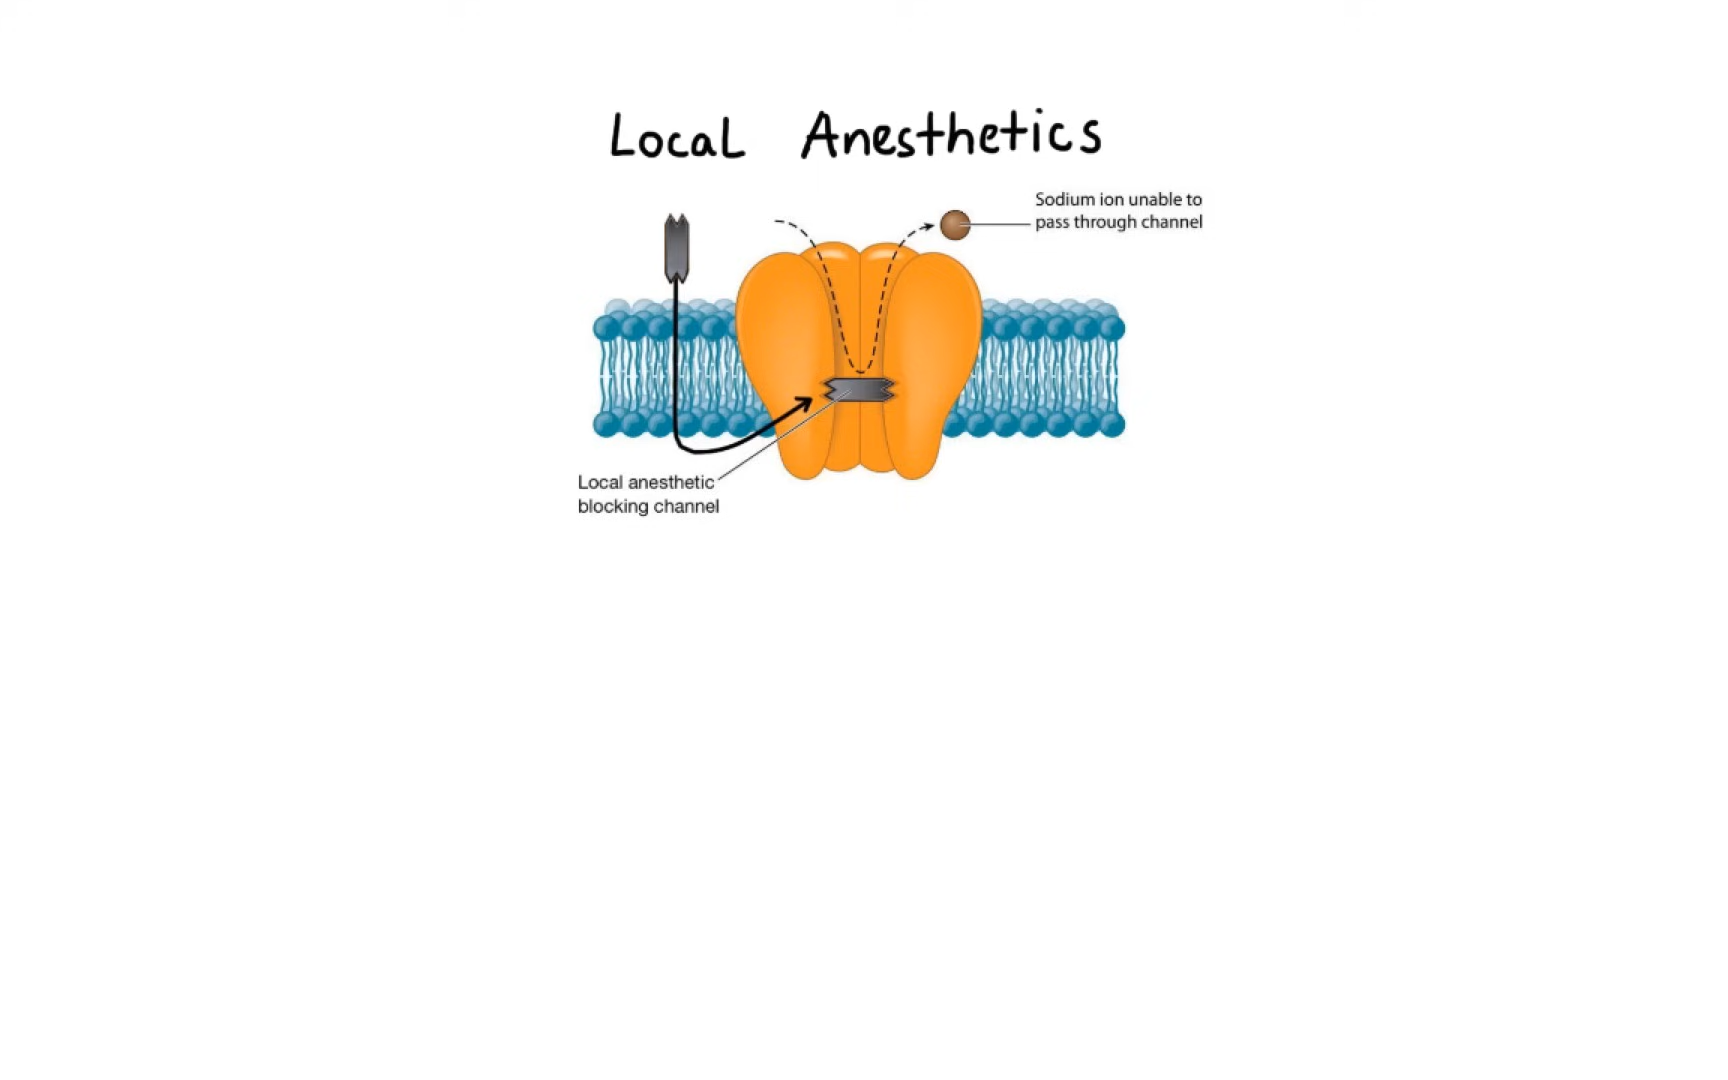 Local Anesthetics
Sodium ion unable to
pass through channel
Local anesthetic
blocking channel